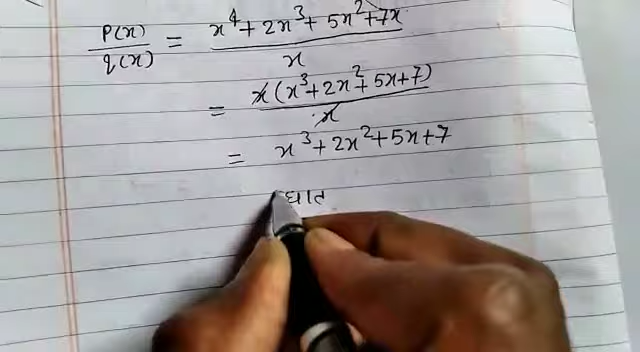 p(x)/q(x) = (x⁴+2x³+5x²+7x)/x
= x(x³+2x²+5x+7)/x
= x³+2x²+5x+7
घात